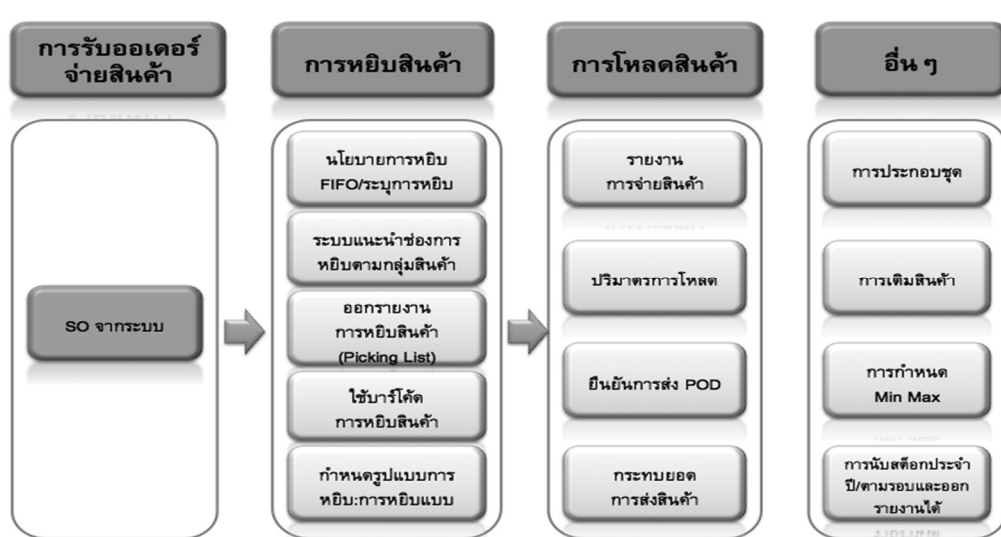 การรับออเดอร์
จ่ายสินค้า
SO จากระบบ
การหยิบสินค้า
นโยบายการหยิบ
FIFO/ระบุการหยิบ
ระบบแนะนำช่องการ
หยิบตามกลุ่มสินค้า
ออกรายงาน
การหยิบสินค้า
(Picking List)
ใช้บาร์โค้ด
การหยิบสินค้า
กำหนดรูปแบบการ
หยิบ:การหยิบแบบ
การโหลดสินค้า
รายงาน
การจ่ายสินค้า
ปริมาตรการโหลด
ยืนยันการส่ง POD
กระทบยอด
การส่งสินค้า
อื่น ๆ
การประกอบชุด
การเติมสินค้า
การกำหนด
Min Max
การนับสต็อกประจำ
ปี/ตามรอบและออก
รายงานได้